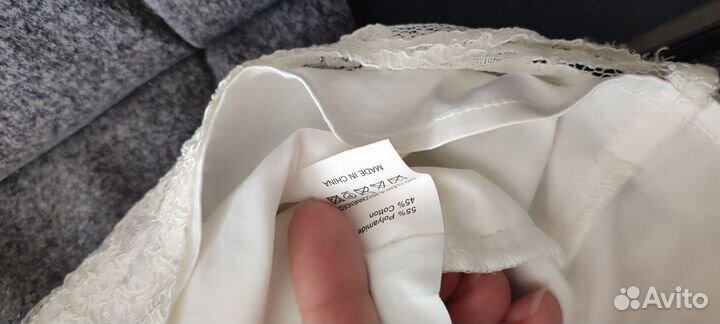 55% Polyamide
45% Cotton
MADE IN CHINA
Avito